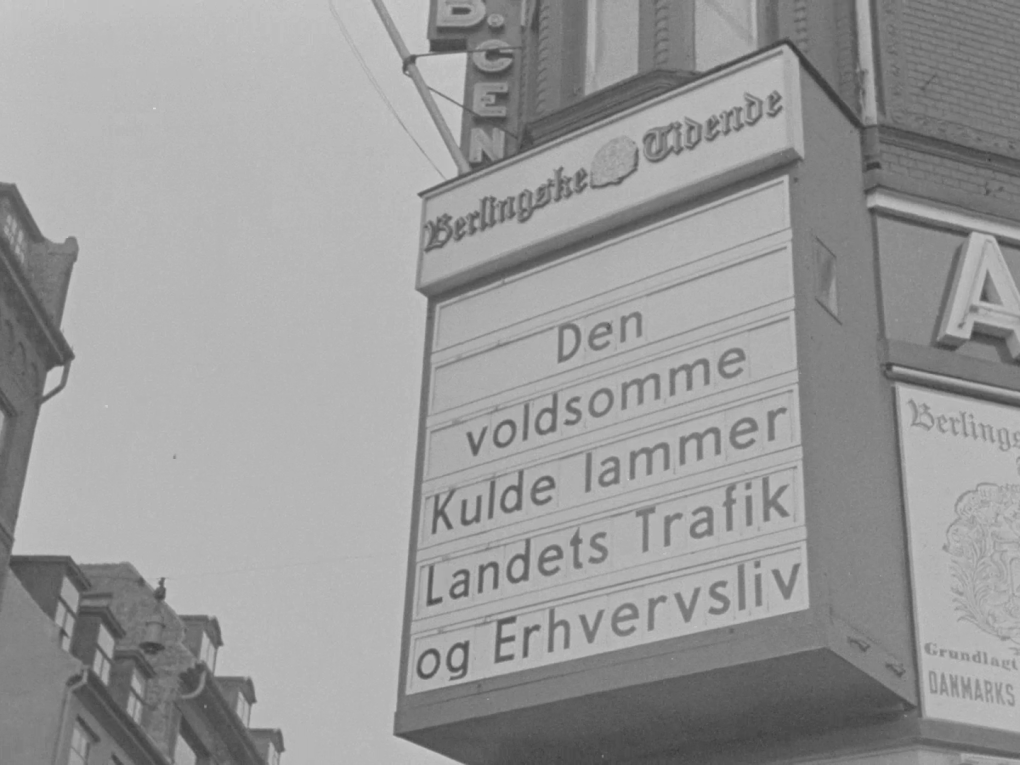 B.CEN
Berlingske Tidende
Den
voldsomme
Kulde lammer
Landets Trafik
og Erhvervsliv
A
Berlings
Grundlagt
DANMARKS